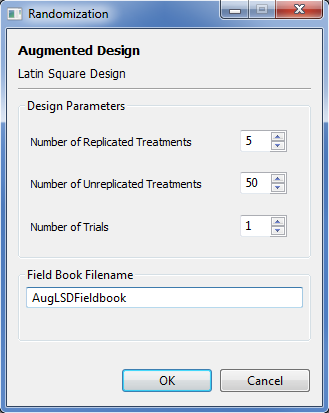 Randomization
Augmented Design
Latin Square Design
Design Parameters
Number of Replicated Treatments 5
Number of Unreplicated Treatments 50
Number of Trials 1
Field Book Filename
AugLSDFieldbook
OK Cancel